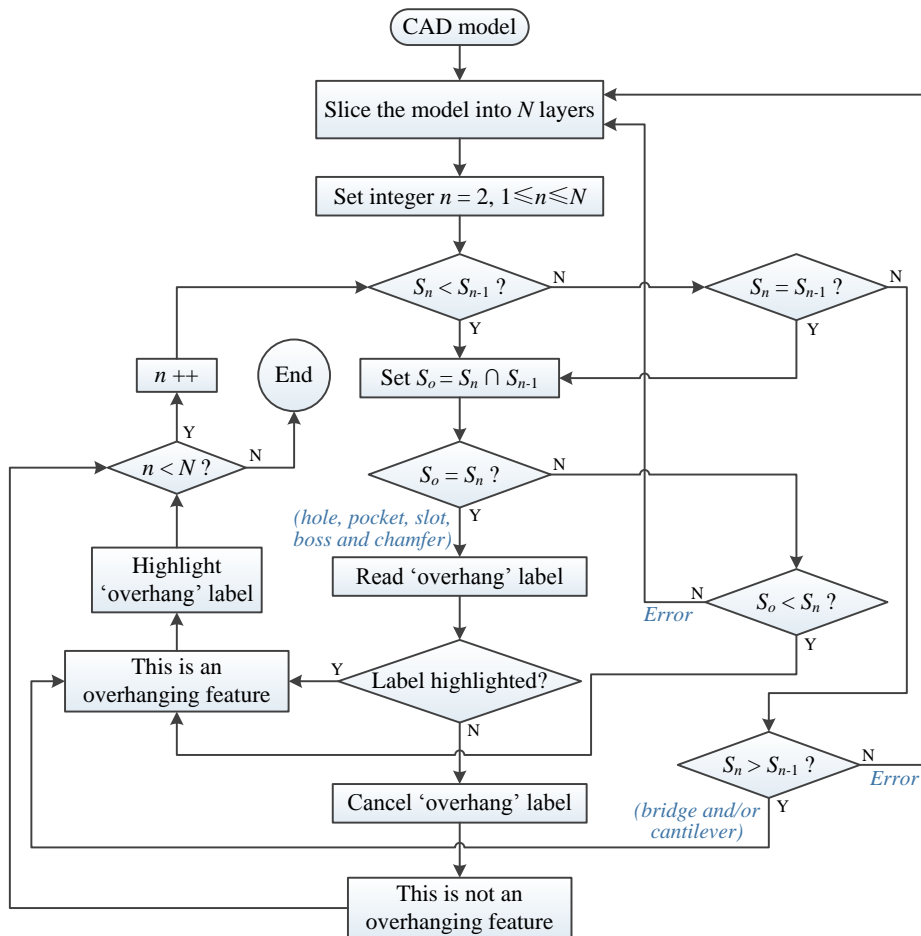 CAD model
Slice the model into N layers
Set integer n = 2, 1≤n≤N
Sn < Sn-1 ?
N
Y
Sn = Sn-1 ?
N
Y
n ++
End
Set So = Sn ∩ Sn-1
Y
n < N ?
N
So = Sn ?
N
Y
(hole, pocket, slot,
boss and chamfer)
Highlight
‘overhang’ label
Read ‘overhang’ label
N
Error
So < Sn ?
Y
This is an
overhanging feature
Y
Label highlighted?
N
Sn > Sn-1 ?
N
Error
Y
(bridge and/or
cantilever)
Cancel ‘overhang’ label
This is not an
overhanging feature